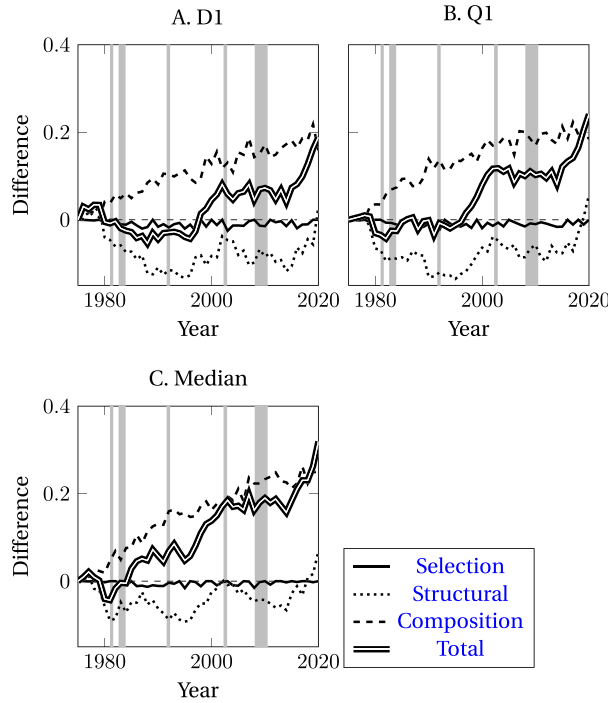 A. D1
B. Q1
0.4
0.2
0
Difference
1980
2000
2020
Year
1980
2000
2020
Year
C. Median
0.4
0.2
0
Difference
1980
2000
2020
Year
Selection
Structural
Composition
Total